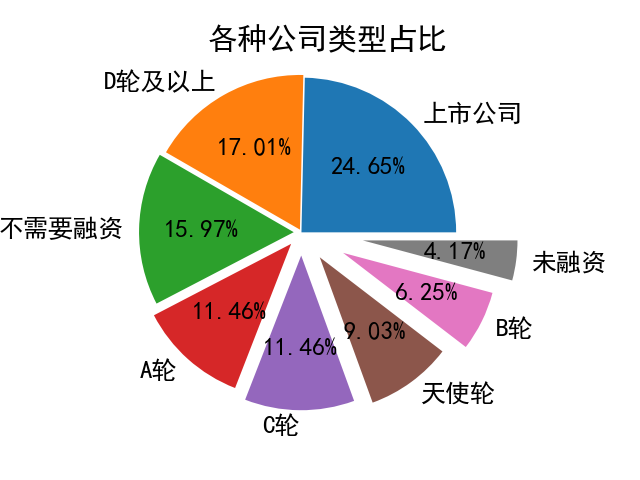 各种公司类型占比
上市公司
24.65%
D轮及以上
17.01%
不需要融资
15.97%
A轮
11.46%
C轮
11.46%
天使轮
9.03%
B轮
6.25%
未融资
4.17%